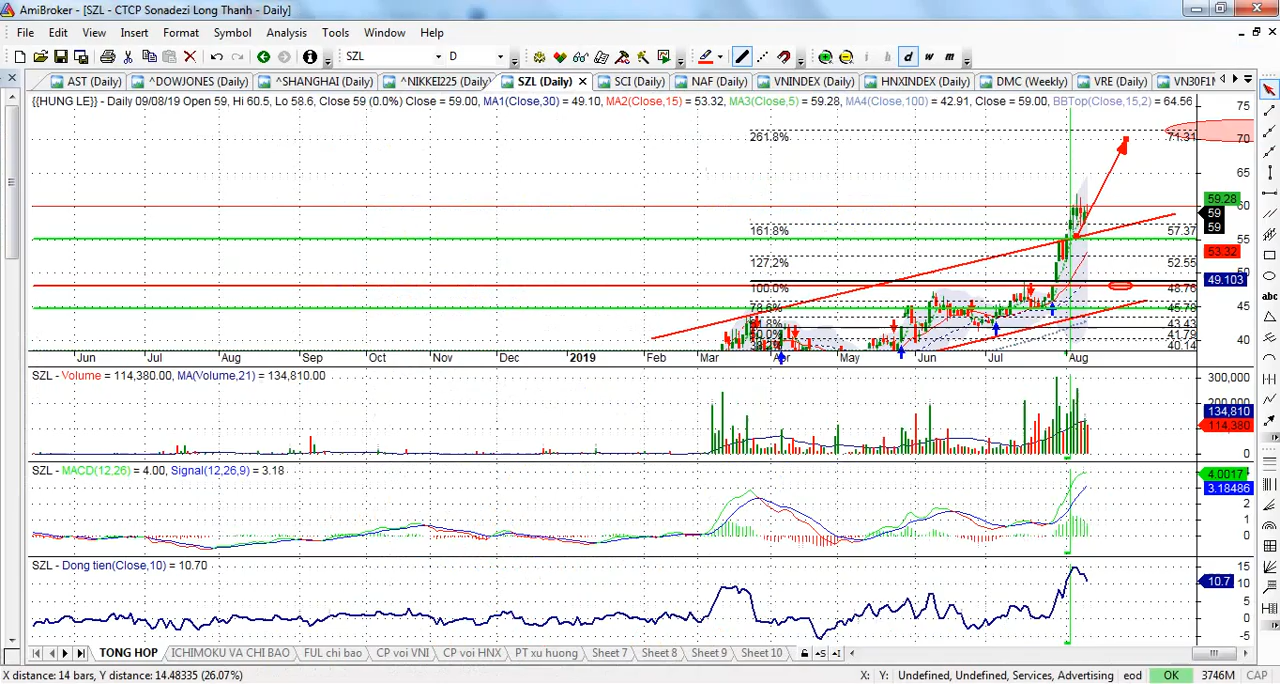 AmiBroker - [SZL - CTCP Sonadezi Long Thanh - Daily]
File Edit View Insert Format Symbol Analysis Tools Window Help
SZL D i h d w m
AST (Daily) ^DOWJONES (Daily) ^SHANGHAI (Daily) ^NIKKEI225 (Daily) SZL (Daily) SCI (Daily) NAF (Daily) VNINDEX (Daily) HNXINDEX (Daily) DMC (Weekly) VRE (Daily) VN30F1M
{{HUNG LE}} - Daily 09/08/19 Open 59, Hi 60.5, Lo 58.6, Close 59 (0.0%) Close = 59.00, MA1(Close,30) = 49.10, MA2(Close,15) = 53.32, MA3(Close,5) = 59.28, MA4(Close,100) = 42.91, Close = 59.00, BBTop(Close,15,2) = 64.56
75
261.8% 71.31 70
65
59.28 60
59
59
161.8% 57.37
55
53.32
127.2% 52.55
50
49.103
100.0% 48.76
78.6% 45.78 45
61.8% 43.43
50.0% 41.79
38.2% 40.14 40
Jun Jul Aug Sep Oct Nov Dec 2019 Feb Mar Apr May Jun Jul Aug
SZL - Volume = 114,380.00, MA(Volume,21) = 134,810.00
300,000
200,000
134,810
114,380
0
SZL - MACD(12,26) = 4.00, Signal(12,26,9) = 3.18
4.0017
3.18486
2
1
0
SZL - Dong tien(Close,10) = 10.70
15
10.7 10
5
0
-5
TONG HOP ICHIMOKU VA CHI BAO FUL chi bao CP voi VNI CP voi HNX PT xu huong Sheet 7 Sheet 8 Sheet 9 Sheet 10
X distance: 14 bars, Y distance: 14.48335 (26.07%) X: Y: Undefined, Undefined, Services, Advertising eod OK 3746M CAP
abc